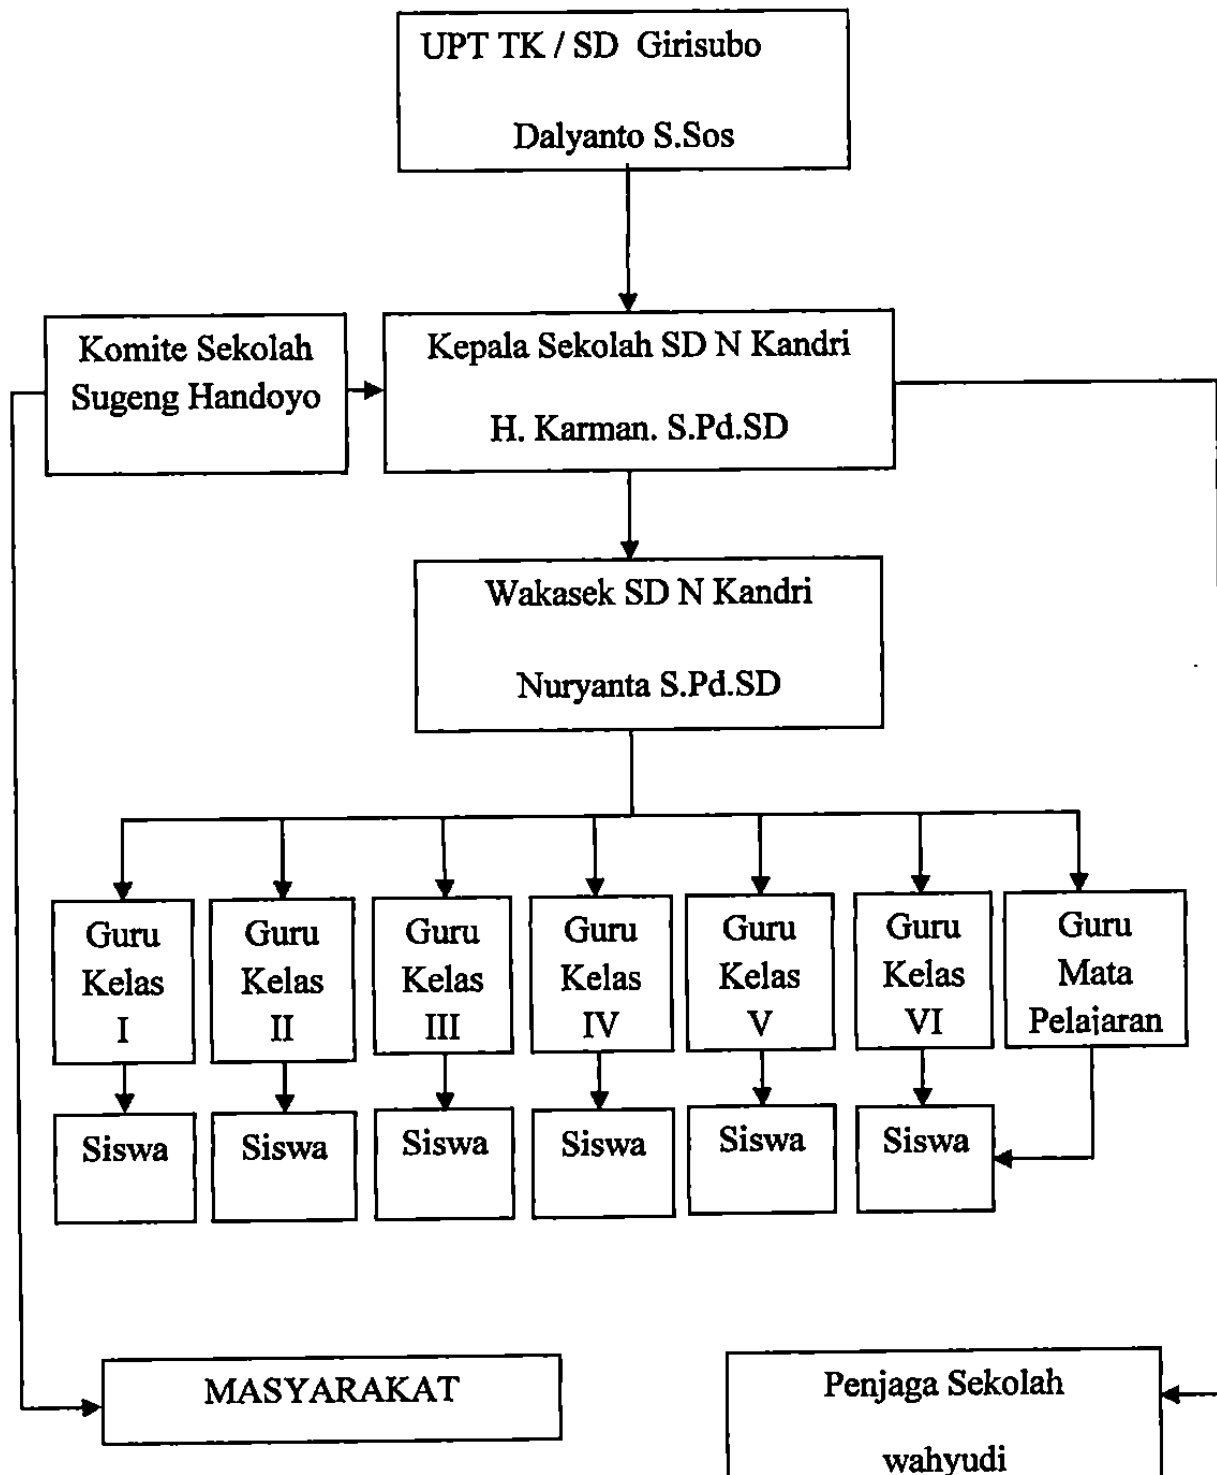 UPT TK / SD Girisubo
Dalyanto S.Sos
Komite Sekolah
Sugeng Handoyo
Kepala Sekolah SD N Kandri
H. Karman. S.Pd.SD
Wakasek SD N Kandri
Nuryanta S.Pd.SD
Guru
Kelas
I
Guru
Kelas
II
Guru
Kelas
III
Guru
Kelas
IV
Guru
Kelas
V
Guru
Kelas
VI
Guru
Mata
Pelajaran
Siswa
Siswa
Siswa
Siswa
Siswa
Siswa
MASYARAKAT
Penjaga Sekolah
wahyudi